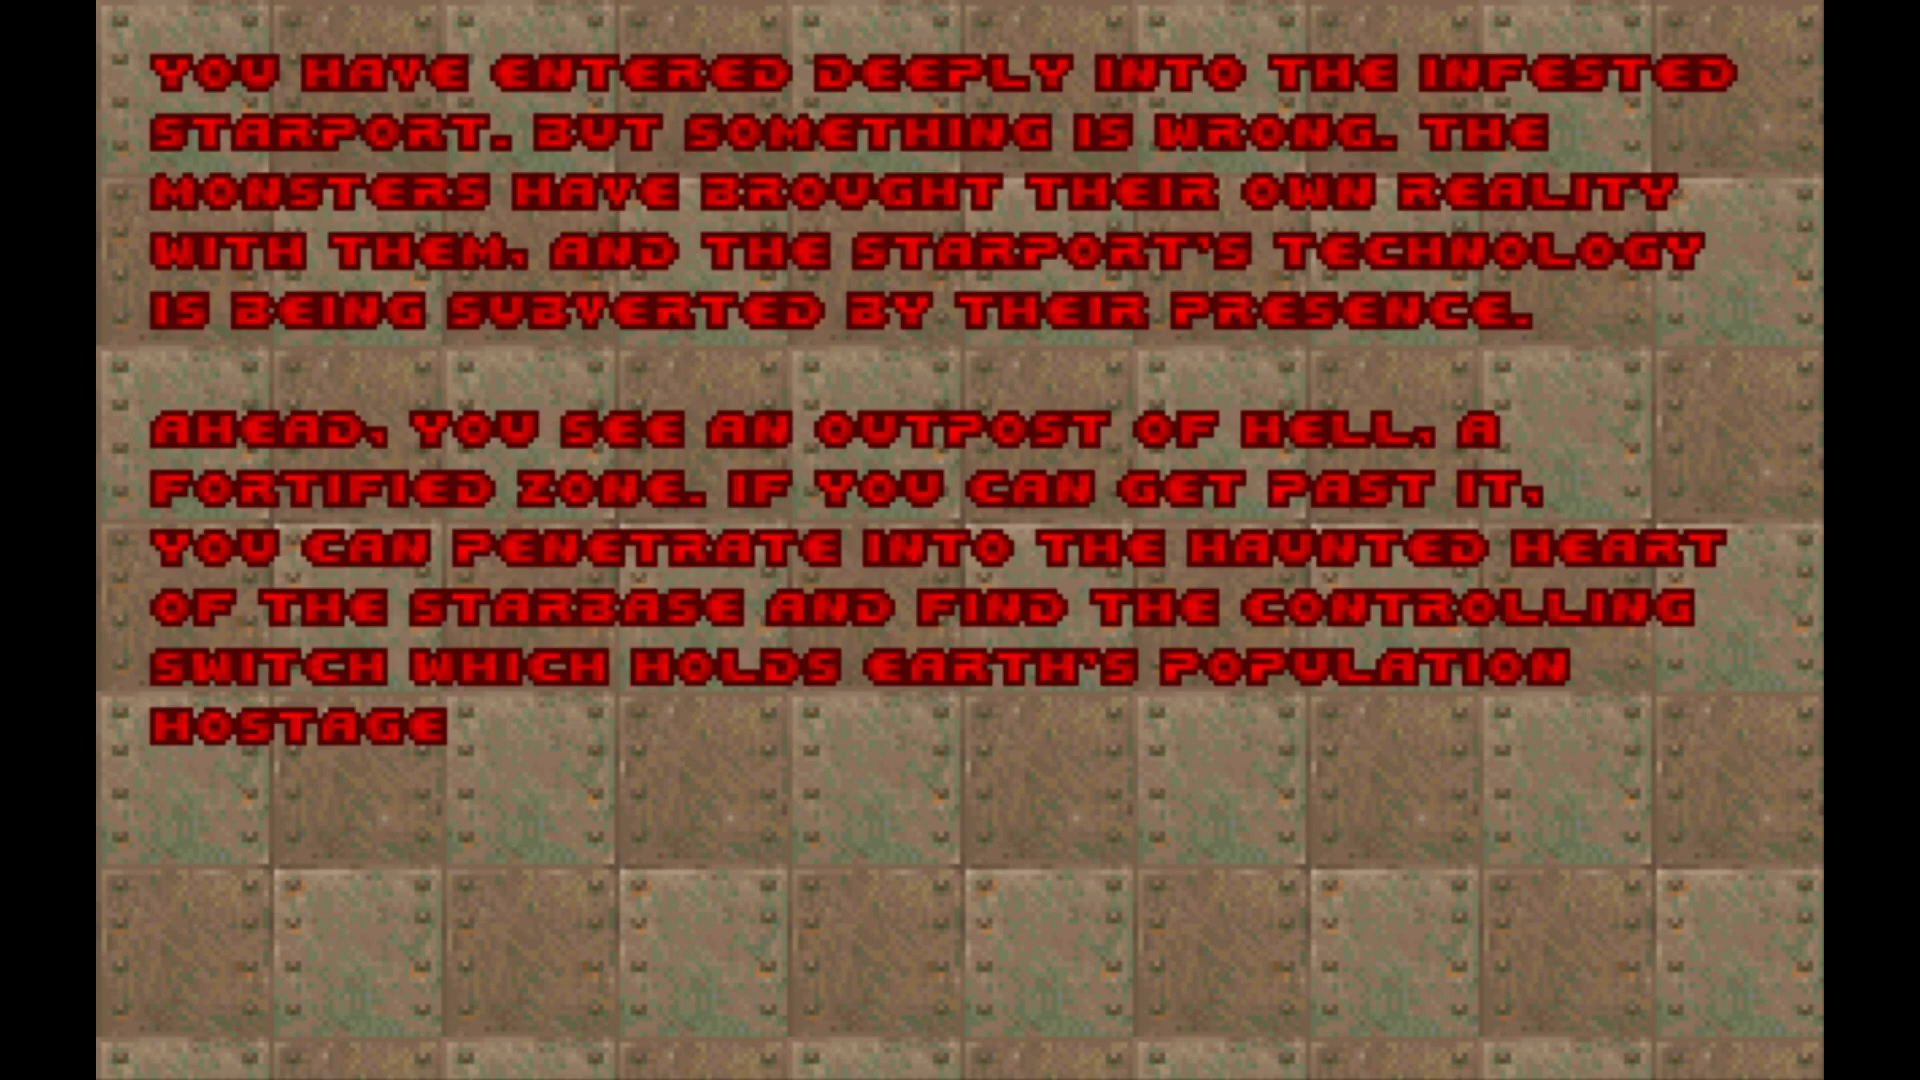 YOU HAVE ENTERED DEEPLY INTO THE INFESTED
STARPORT. BUT SOMETHING IS WRONG. THE
MONSTERS HAVE BROUGHT THEIR OWN REALITY
WITH THEM, AND THE STARPORT'S TECHNOLOGY
IS BEING SUBVERTED BY THEIR PRESENCE.
AHEAD, YOU SEE AN OUTPOST OF HELL, A
FORTIFIED ZONE. IF YOU CAN GET PAST IT,
YOU CAN PENETRATE INTO THE HAUNTED HEART
OF THE STARBASE AND FIND THE CONTROLLING
SWITCH WHICH HOLDS EARTH'S POPULATION
HOSTAGE